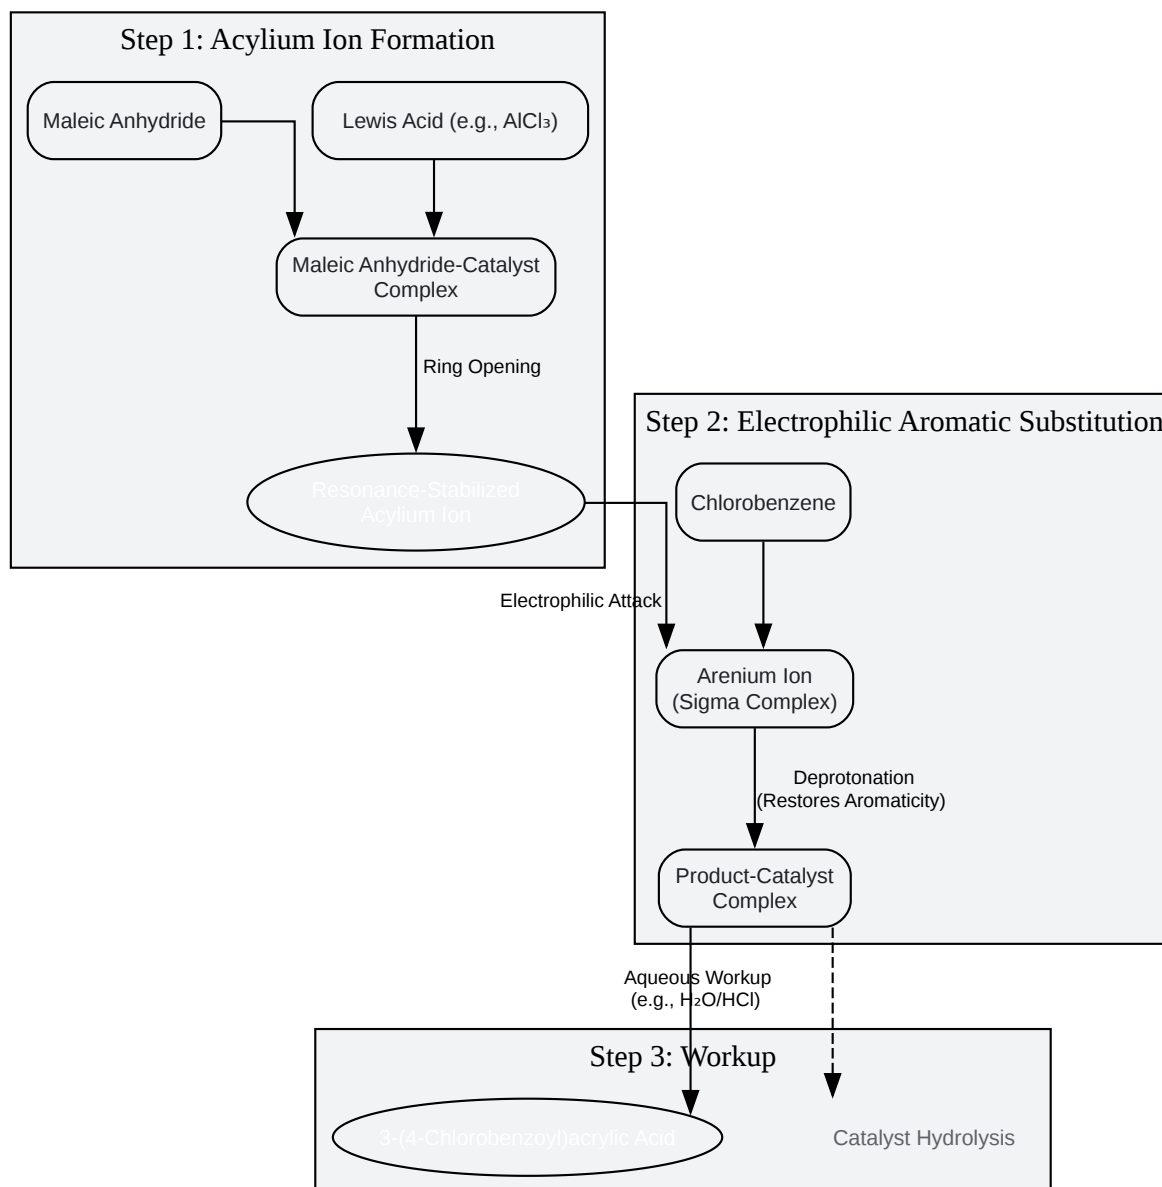 Step 1: Acylium Ion Formation
Maleic Anhydride
Lewis Acid (e.g., AlCl₃)
Maleic Anhydride-Catalyst
Complex
Ring Opening
Resonance-Stabilized
Acylium Ion
Step 2: Electrophilic Aromatic Substitution
Chlorobenzene
Electrophilic Attack
Arenium Ion
(Sigma Complex)
Deprotonation
(Restores Aromaticity)
Product-Catalyst
Complex
Aqueous Workup
(e.g., H₂O/HCl)
Step 3: Workup
3-(4-Chlorobenzoyl)acrylic Acid
Catalyst Hydrolysis